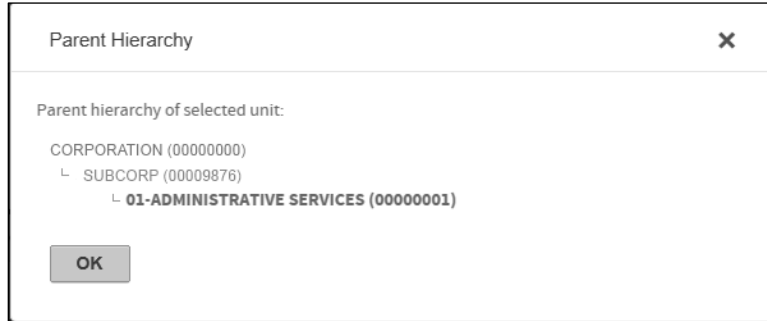 Parent Hierarchy
Parent hierarchy of selected unit:
CORPORATION (00000000)
SUBCORP (00009876)
01-ADMINISTRATIVE SERVICES (00000001)
OK